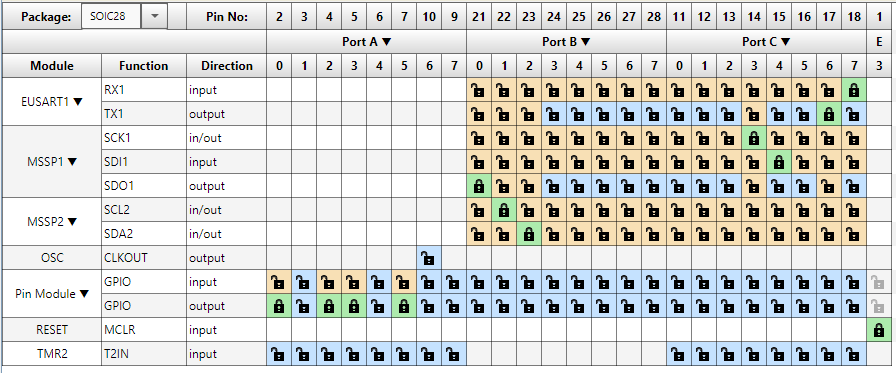 Package: SOIC28 Pin No: 2 3 4 5 6 7 10 9 21 22 23 24 25 26 27 28 11 12 13 14 15 16 17 18 1
Port A ▼ Port B ▼ Port C ▼ E
Module Function Direction 0 1 2 3 4 5 6 7 0 1 2 3 4 5 6 7 0 1 2 3 4 5 6 7 3
EUSART1 ▼ RX1 input
TX1 output
MSSP1 ▼ SCK1 in/out
SDI1 input
SDO1 output
MSSP2 ▼ SCL2 in/out
SDA2 in/out
OSC CLKOUT output
Pin Module ▼ GPIO input
GPIO output
RESET MCLR input
TMR2 T2IN input